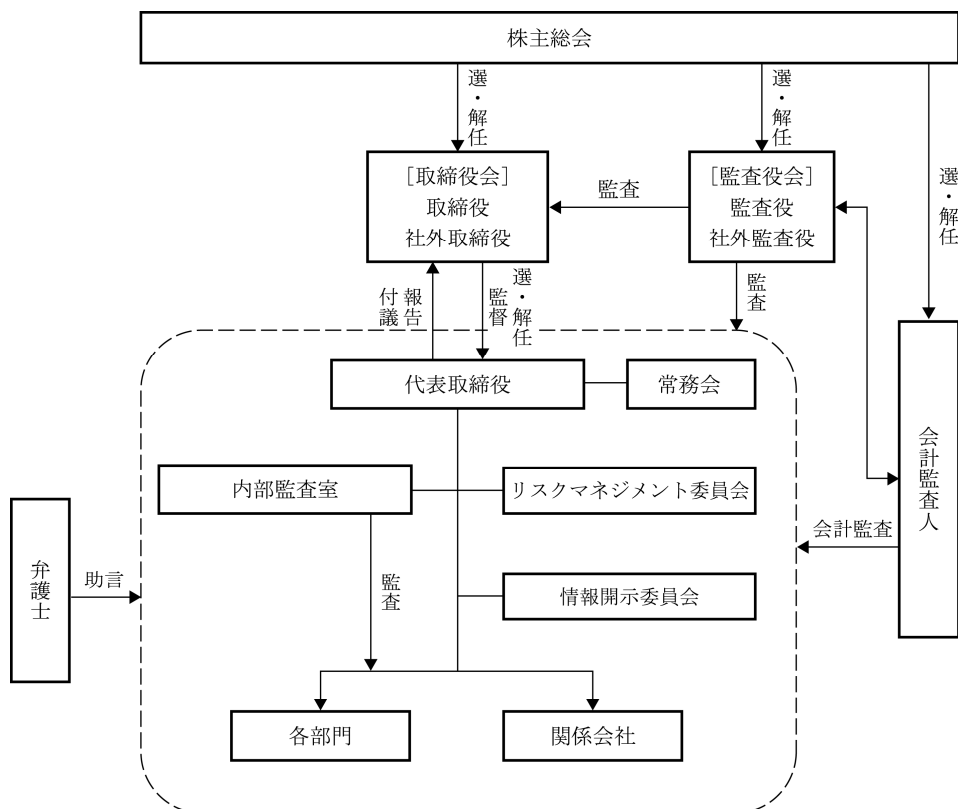 株主総会
選・解任
選・解任
選・解任
［取締役会］
取締役
社外取締役
監査
［監査役会］
監査役
社外監査役
付議
報告
監督
選・解任
監査
代表取締役
常務会
会計監査人
内部監査室
リスクマネジメント委員会
会計監査
弁護士
助言
監査
情報開示委員会
各部門
関係会社